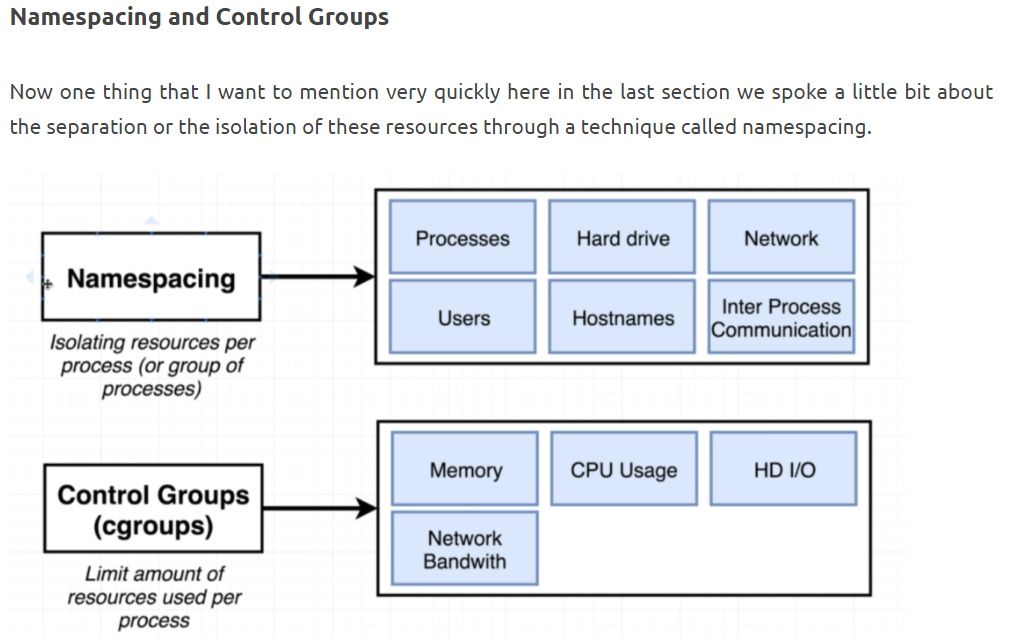 Namespacing and Control Groups
Now one thing that I want to mention very quickly here in the last section we spoke a little bit about
the separation or the isolation of these resources through a technique called namespacing.
Namespacing
Isolating resources per
process (or group of
processes)
Processes
Hard drive
Network
Users
Hostnames
Inter Process
Communication
Control Groups
(cgroups)
Limit amount of
resources used per
process
Memory
CPU Usage
HD I/O
Network
Bandwith